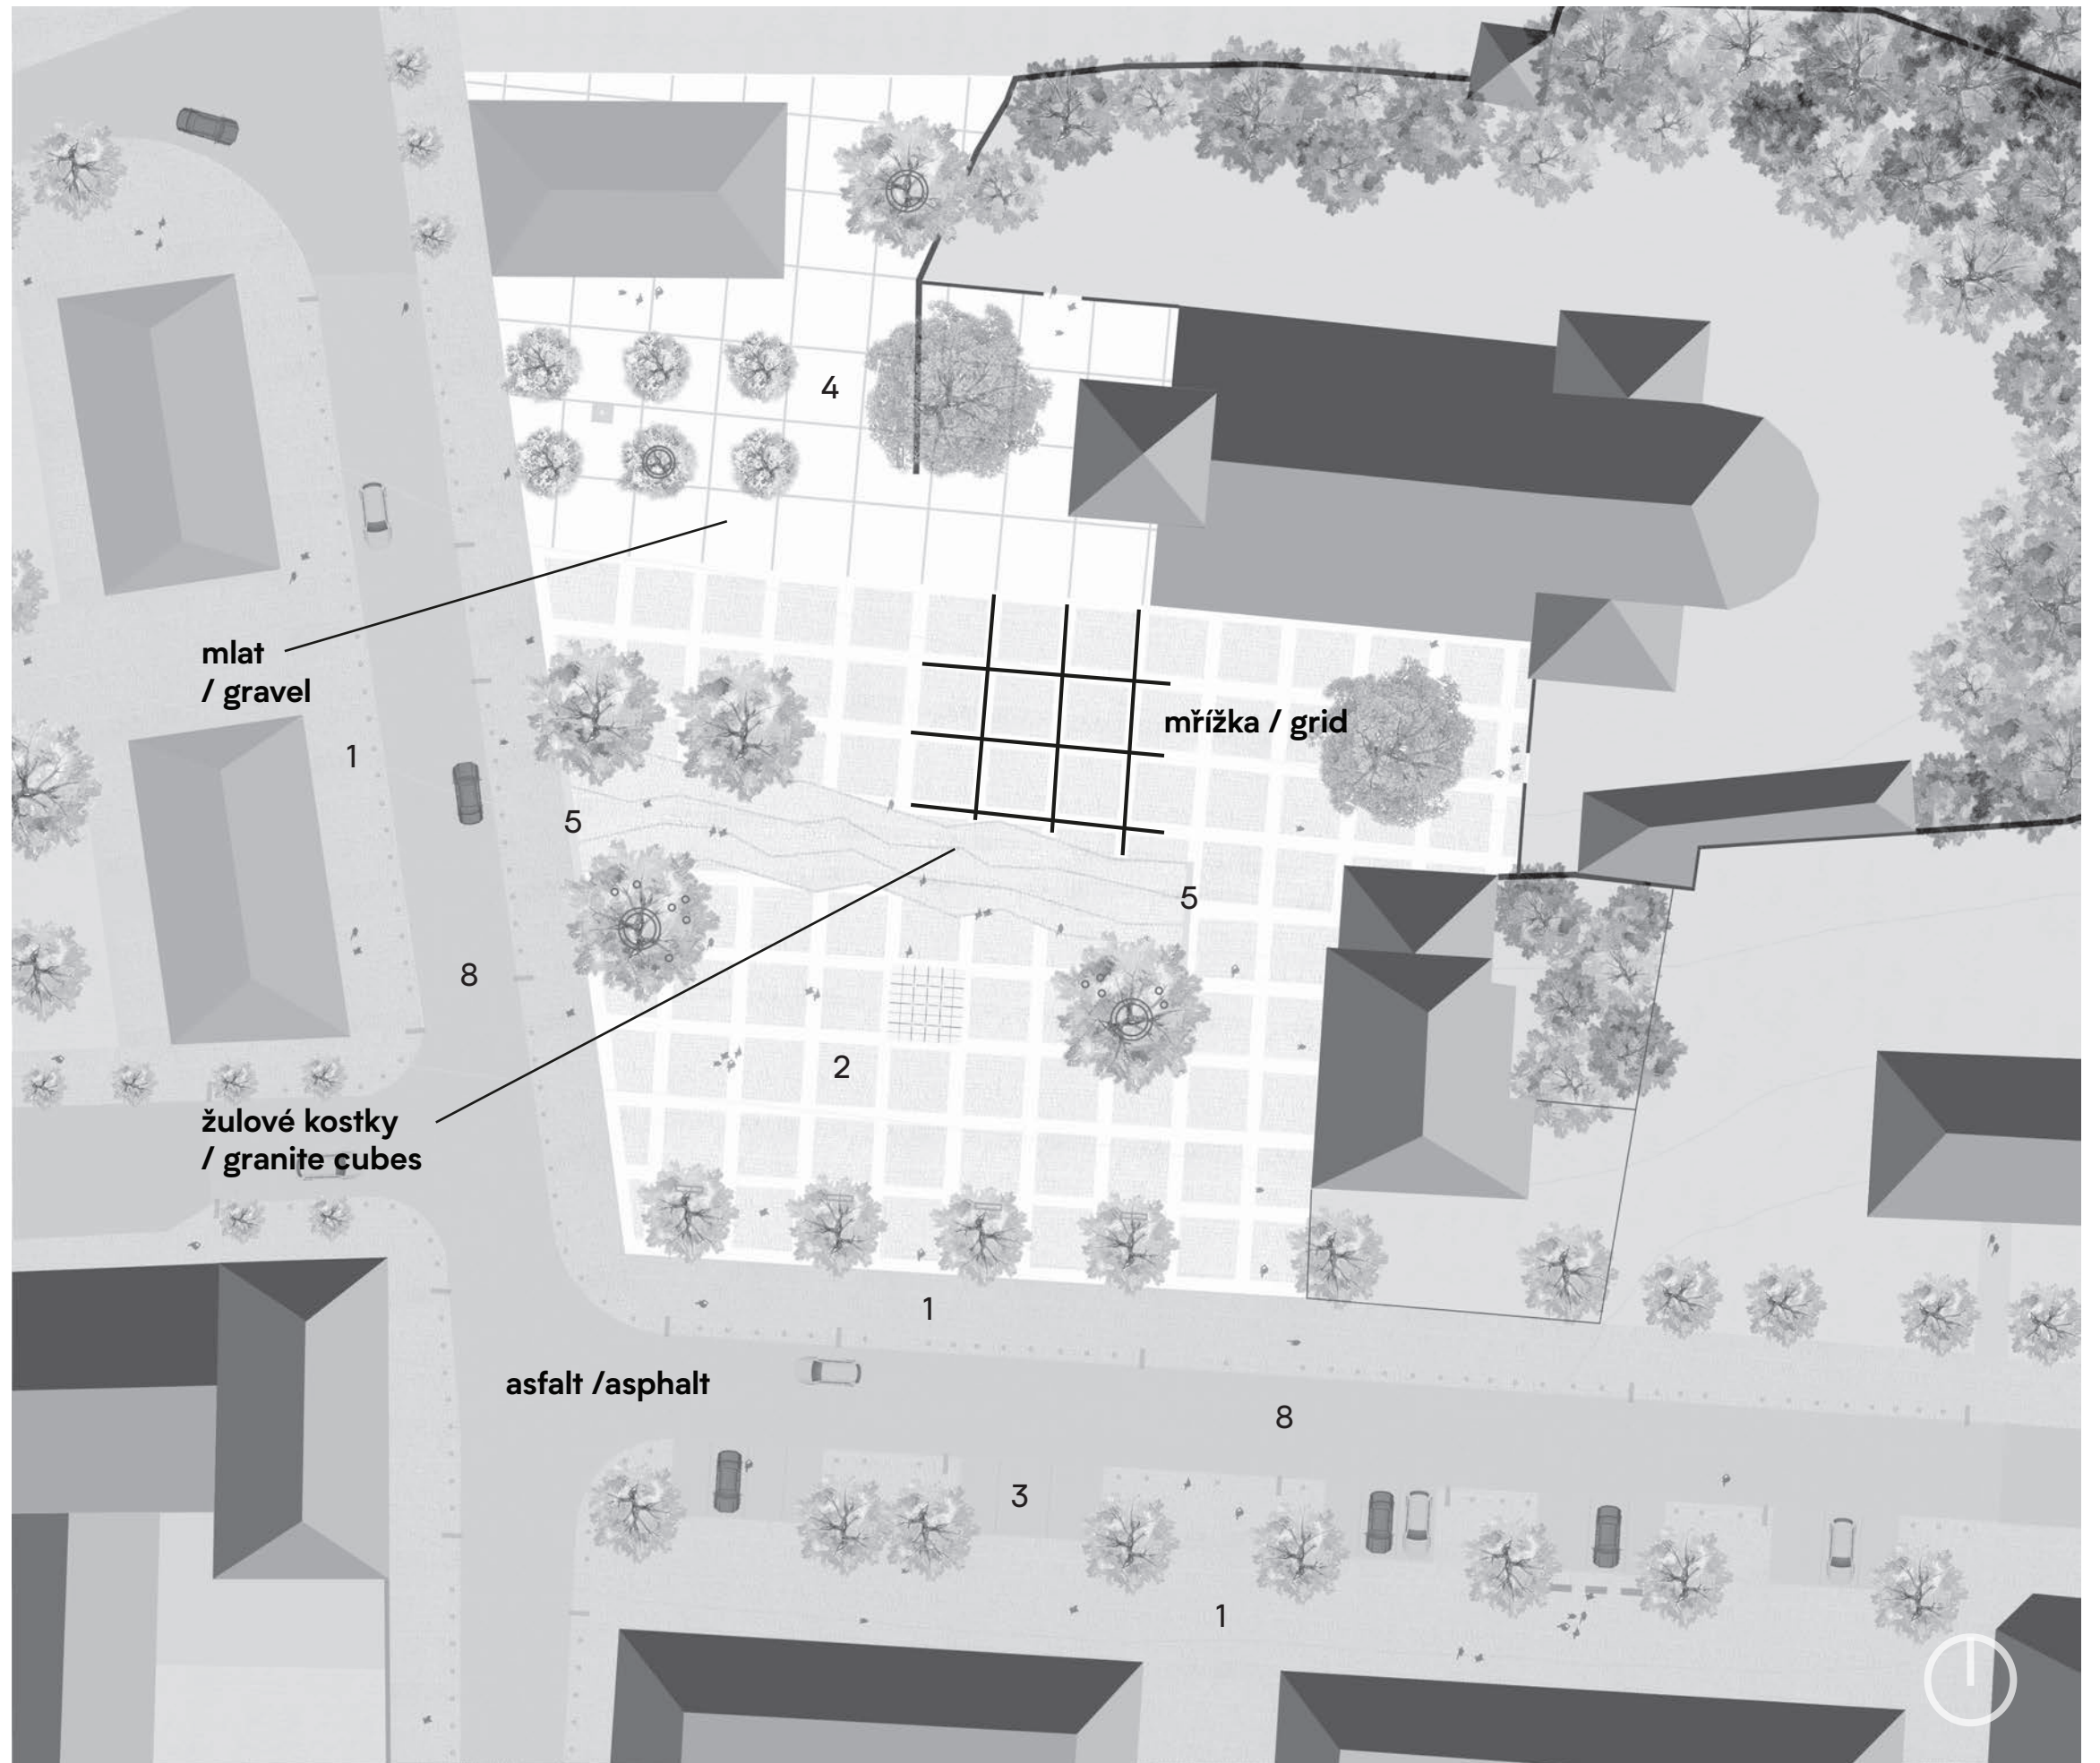 4
mlat
/ gravel
mřížka / grid
1
5
5
8
2
žulové kostky
/ granite cubes
1
asfalt /asphalt
8
3
1